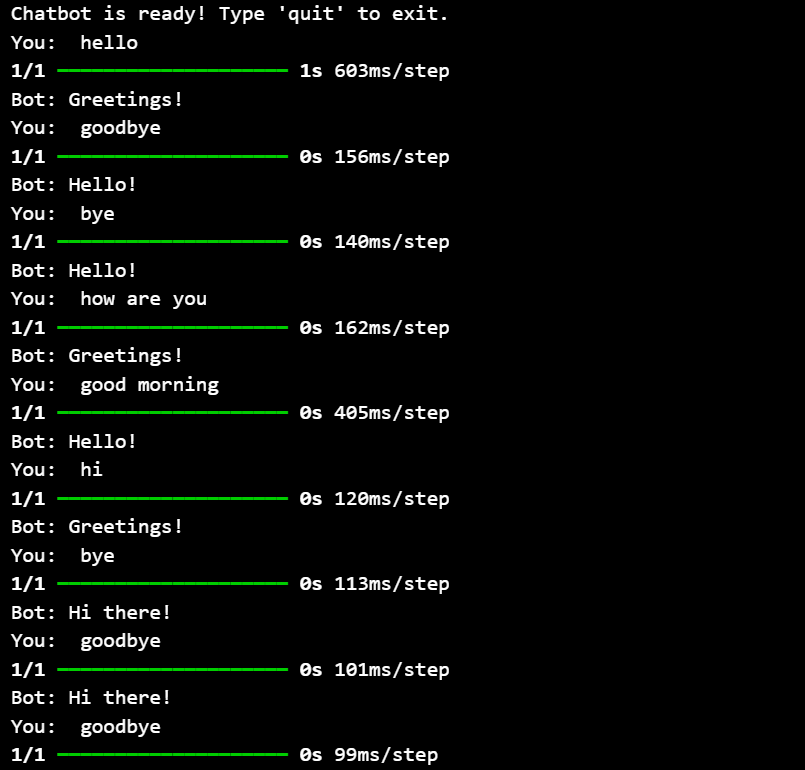 Chatbot is ready! Type 'quit' to exit.
You:  hello
1/1 ━━━━━━━━━━━━━━━━━━━━ 1s 603ms/step
Bot: Greetings!
You:  goodbye
1/1 ━━━━━━━━━━━━━━━━━━━━ 0s 156ms/step
Bot: Hello!
You:  bye
1/1 ━━━━━━━━━━━━━━━━━━━━ 0s 140ms/step
Bot: Hello!
You:  how are you
1/1 ━━━━━━━━━━━━━━━━━━━━ 0s 162ms/step
Bot: Greetings!
You:  good morning
1/1 ━━━━━━━━━━━━━━━━━━━━ 0s 405ms/step
Bot: Hello!
You:  hi
1/1 ━━━━━━━━━━━━━━━━━━━━ 0s 120ms/step
Bot: Greetings!
You:  bye
1/1 ━━━━━━━━━━━━━━━━━━━━ 0s 113ms/step
Bot: Hi there!
You:  goodbye
1/1 ━━━━━━━━━━━━━━━━━━━━ 0s 101ms/step
Bot: Hi there!
You:  goodbye
1/1 ━━━━━━━━━━━━━━━━━━━━ 0s 99ms/step